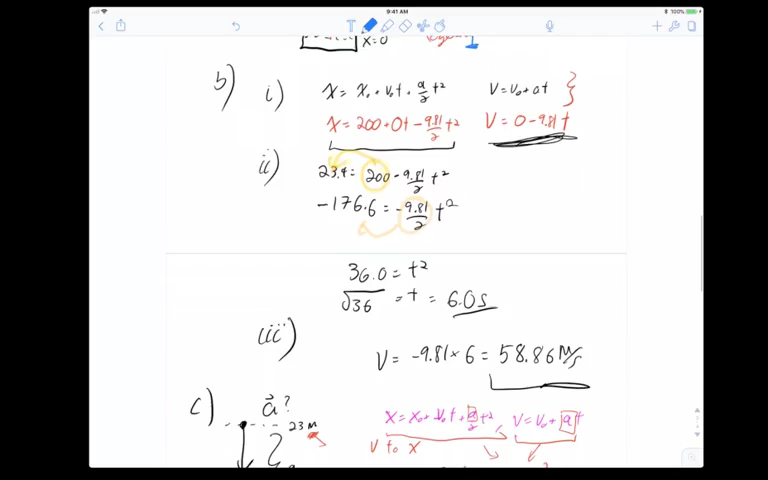 9:41 AM
100%
x=0
b) i) x = x₀ + v₀t + a/2 t² V = V₀ + at }
x = 200 + 0t - 9.81/2 t² V = 0 - 9.81 t
ii) 23.4 = 200 - 9.81/2 t²
-176.6 = - 9.81/2 t²
36.0 = t²
√36 = t = 6.0s
iii)
V = -9.81 × 6 = 58.86 M/s
c) a⃗?
23 M
x = x₀ + v₀t + a/2 t², V = V₀ + at
V to X